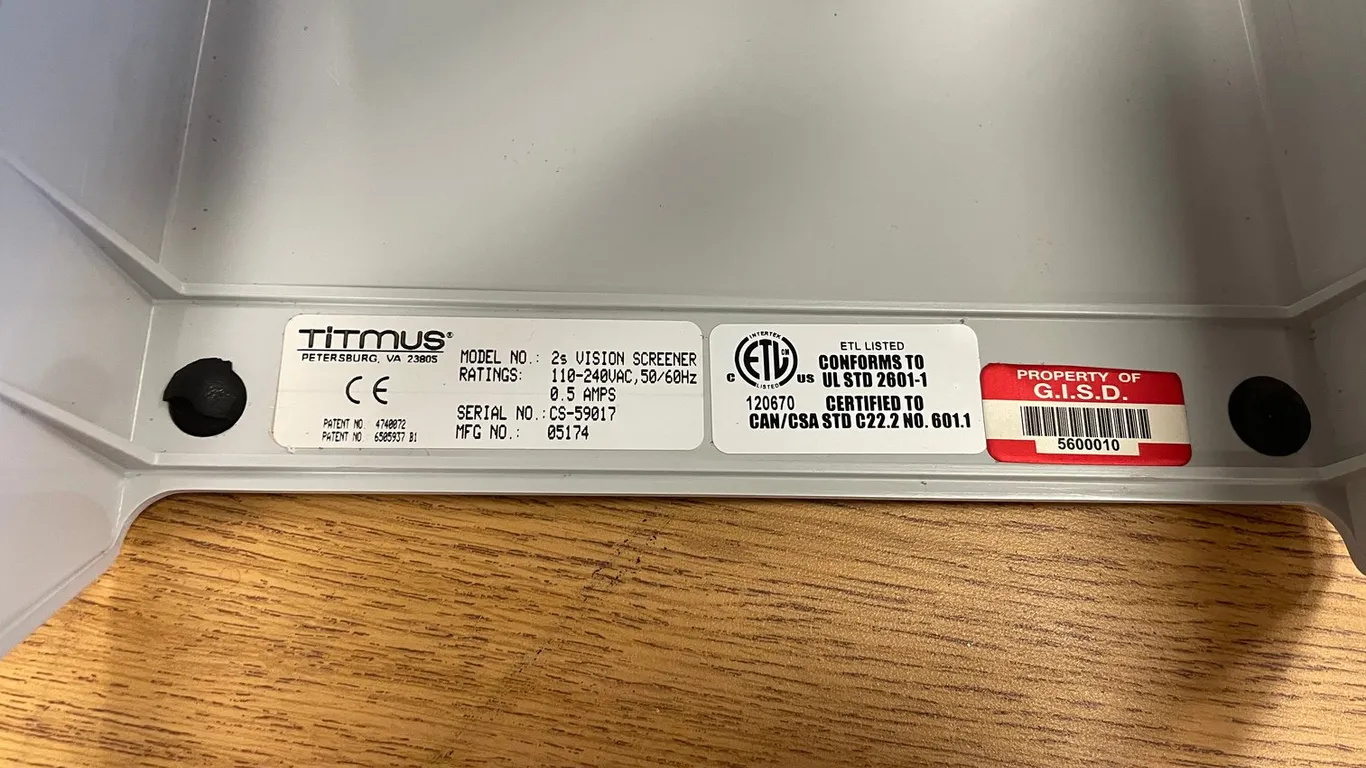 TiTMUS®
PETERSBURG, VA 23805
CE
PATENT NO. 4740072
PATENT NO. 6505937 B1
MODEL NO.: 2s VISION SCREENER
RATINGS: 110-240VAC,50/60Hz
0.5 AMPS
SERIAL NO.: CS-59017
MFG NO.: 05174
INTERTEK
ETL CM
LISTED
C US
120670
ETL LISTED
CONFORMS TO
UL STD 2601-1
CERTIFIED TO
CAN/CSA STD C22.2 NO. 601.1
PROPERTY OF
G.I.S.D.
5600010